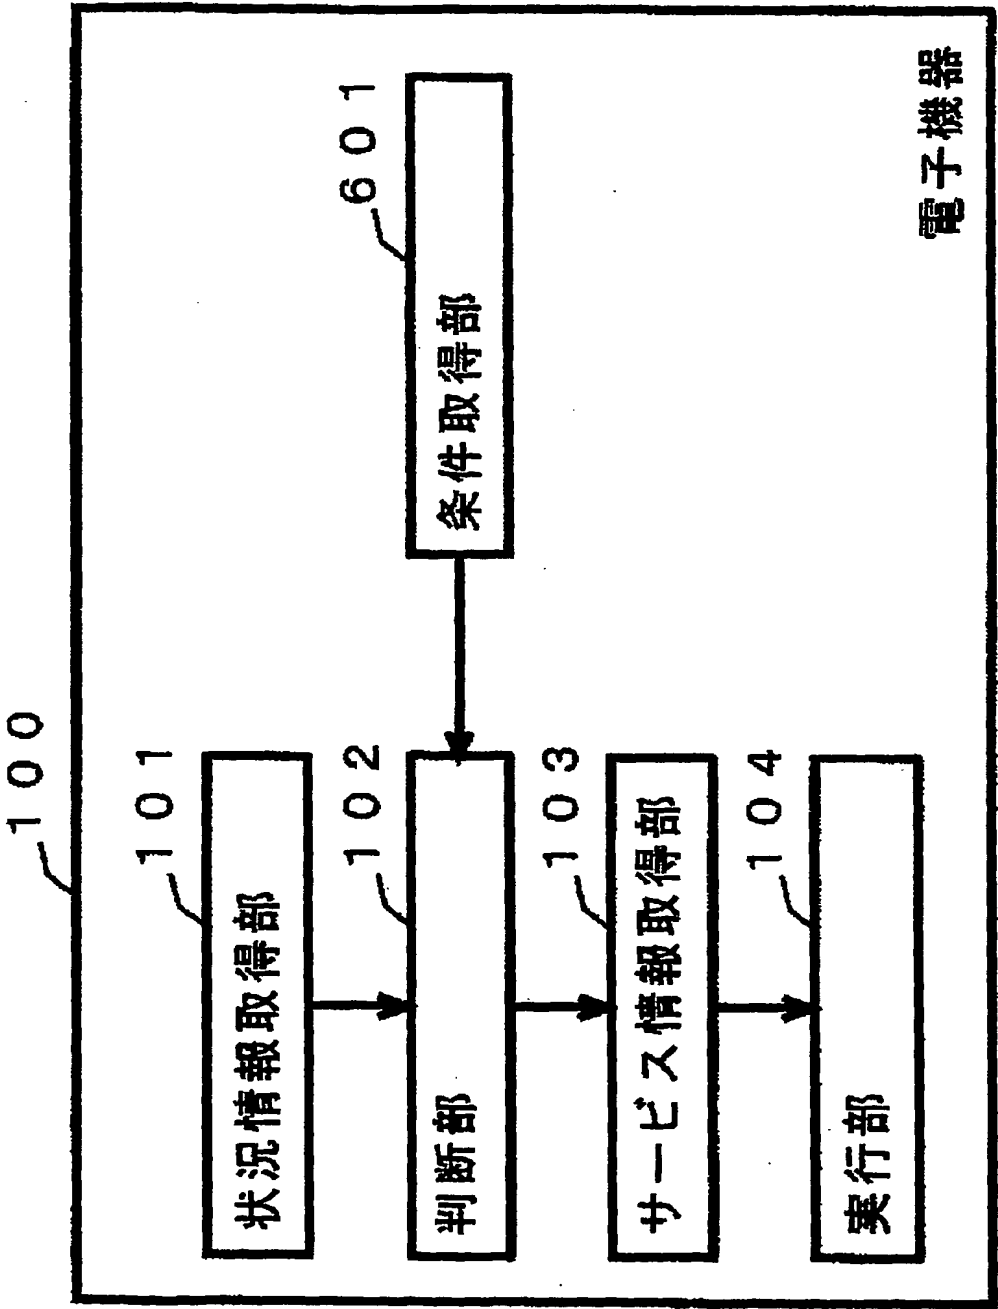 １００
１０１
状況情報取得部
１０２
判断部
６０１
条件取得部
１０３
サービス情報取得部
１０４
実行部
電子機器